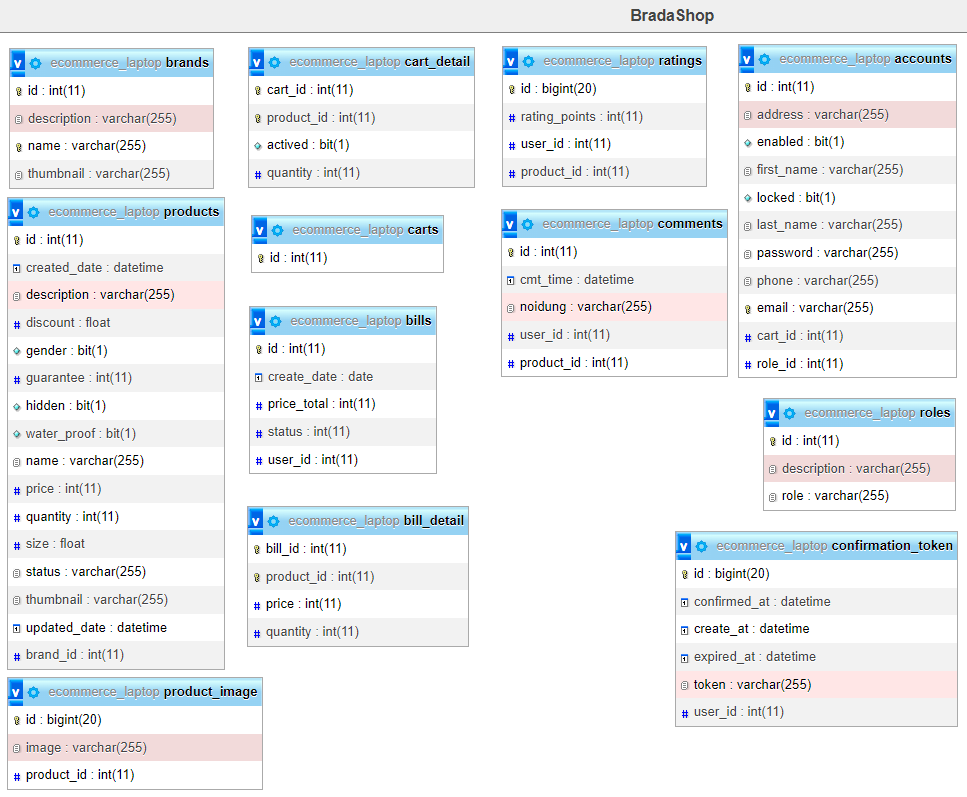 BradaShop
v ecommerce_laptop brands
id : int(11)
description : varchar(255)
name : varchar(255)
thumbnail : varchar(255)
v ecommerce_laptop products
id : int(11)
created_date : datetime
description : varchar(255)
discount : float
gender : bit(1)
guarantee : int(11)
hidden : bit(1)
water_proof : bit(1)
name : varchar(255)
price : int(11)
quantity : int(11)
size : float
status : varchar(255)
thumbnail : varchar(255)
updated_date : datetime
brand_id : int(11)
v ecommerce_laptop product_image
id : bigint(20)
image : varchar(255)
product_id : int(11)
v ecommerce_laptop cart_detail
cart_id : int(11)
product_id : int(11)
actived : bit(1)
quantity : int(11)
v ecommerce_laptop carts
id : int(11)
v ecommerce_laptop bills
id : int(11)
create_date : date
price_total : int(11)
status : int(11)
user_id : int(11)
v ecommerce_laptop bill_detail
bill_id : int(11)
product_id : int(11)
price : int(11)
quantity : int(11)
v ecommerce_laptop ratings
id : bigint(20)
rating_points : int(11)
user_id : int(11)
product_id : int(11)
v ecommerce_laptop comments
id : int(11)
cmt_time : datetime
noidung : varchar(255)
user_id : int(11)
product_id : int(11)
v ecommerce_laptop accounts
id : int(11)
address : varchar(255)
enabled : bit(1)
first_name : varchar(255)
locked : bit(1)
last_name : varchar(255)
password : varchar(255)
phone : varchar(255)
email : varchar(255)
cart_id : int(11)
role_id : int(11)
v ecommerce_laptop roles
id : int(11)
description : varchar(255)
role : varchar(255)
v ecommerce_laptop confirmation_token
id : bigint(20)
confirmed_at : datetime
create_at : datetime
expired_at : datetime
token : varchar(255)
user_id : int(11)